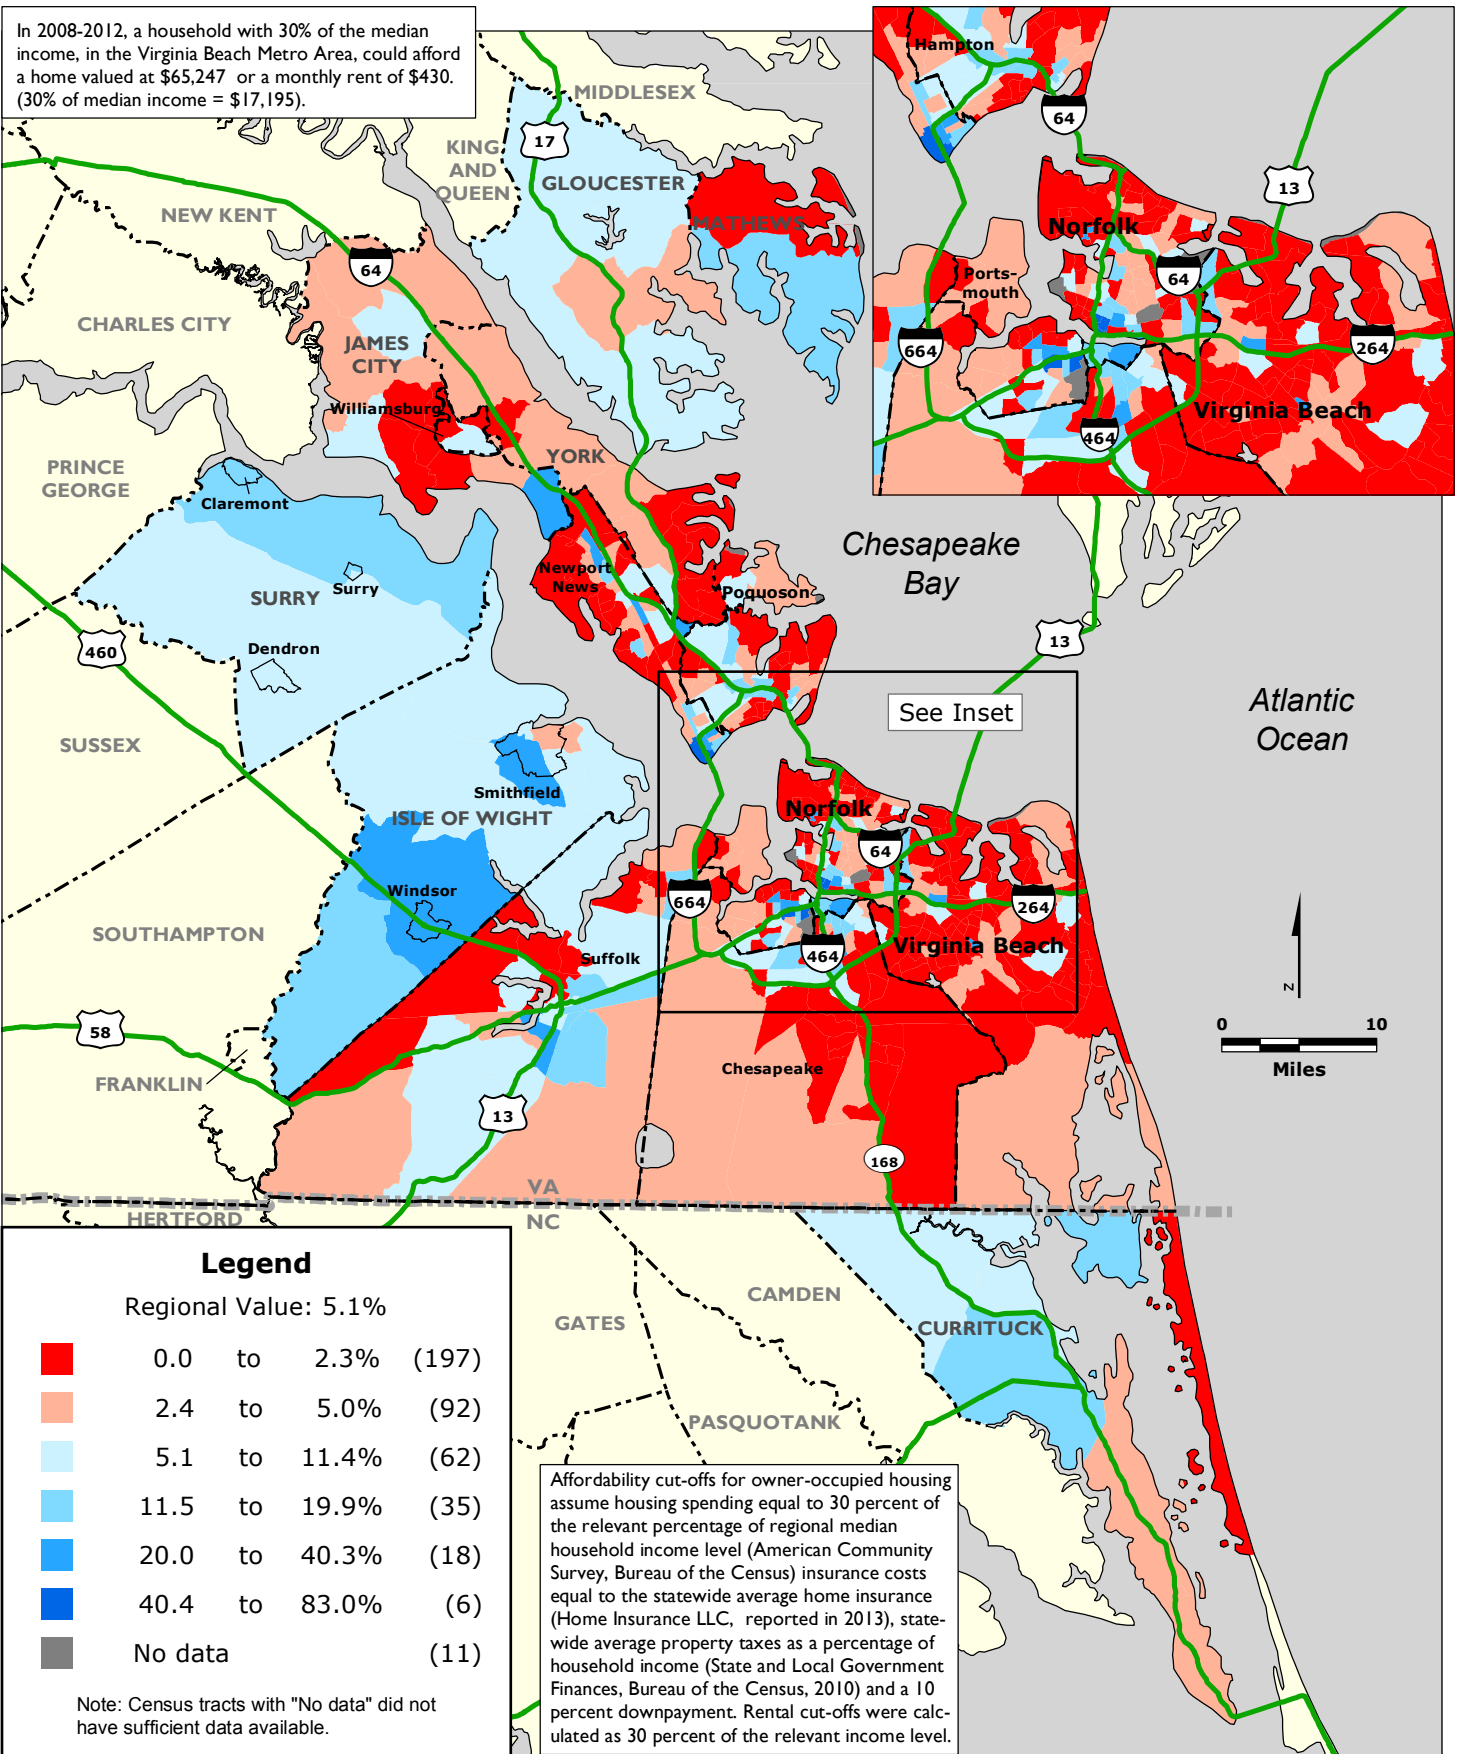 In 2008-2012, a household with 30% of the median
income, in the Virginia Beach Metro Area, could afford
a home valued at $65,247 or a monthly rent of $430.
(30% of median income = $17,195).
MIDDLESEX
KING
AND
QUEEN
17
GLOUCESTER
MATHEWS
NEW KENT
64
CHARLES CITY
JAMES
CITY
Williamsburg
YORK
PRINCE
GEORGE
Claremont
SURRY
Surry
Dendron
460
Newport
News
Poquoson
SUSSEX
Smithfield
ISLE OF WIGHT
Windsor
SOUTHAMPTON
58
FRANKLIN
Suffolk
13
Chesapeake
Bay
13
Atlantic
Ocean
See Inset
Norfolk
64
664
264
464
Virginia Beach
Chesapeake
168
N
0 10
Miles
Hampton
64
13
Norfolk
64
Ports-
mouth
664
264
Virginia Beach
464
VA
NC
HERTFORD
GATES
CAMDEN
CURRITUCK
PASQUOTANK
Legend
Regional Value: 5.1%
0.0 to 2.3% (197)
2.4 to 5.0% (92)
5.1 to 11.4% (62)
11.5 to 19.9% (35)
20.0 to 40.3% (18)
40.4 to 83.0% (6)
No data (11)
Note: Census tracts with "No data" did not
have sufficient data available.
Affordability cut-offs for owner-occupied housing
assume housing spending equal to 30 percent of
the relevant percentage of regional median
household income level (American Community
Survey, Bureau of the Census) insurance costs
equal to the statewide average home insurance
(Home Insurance LLC, reported in 2013), state-
wide average property taxes as a percentage of
household income (State and Local Government
Finances, Bureau of the Census, 2010) and a 10
percent downpayment. Rental cut-offs were calc-
ulated as 30 percent of the relevant income level.